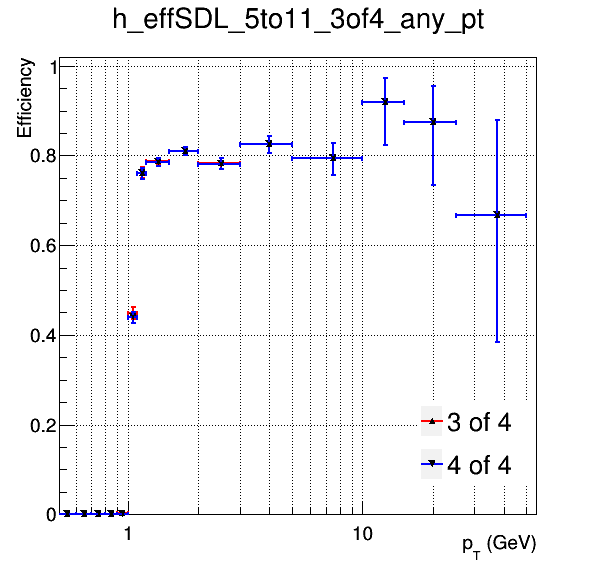 h_effSDL_5to11_3of4_any_pt
Efficiency
1
0.8
0.6
0.4
0.2
0
3 of 4
4 of 4
1
10
p_T (GeV)